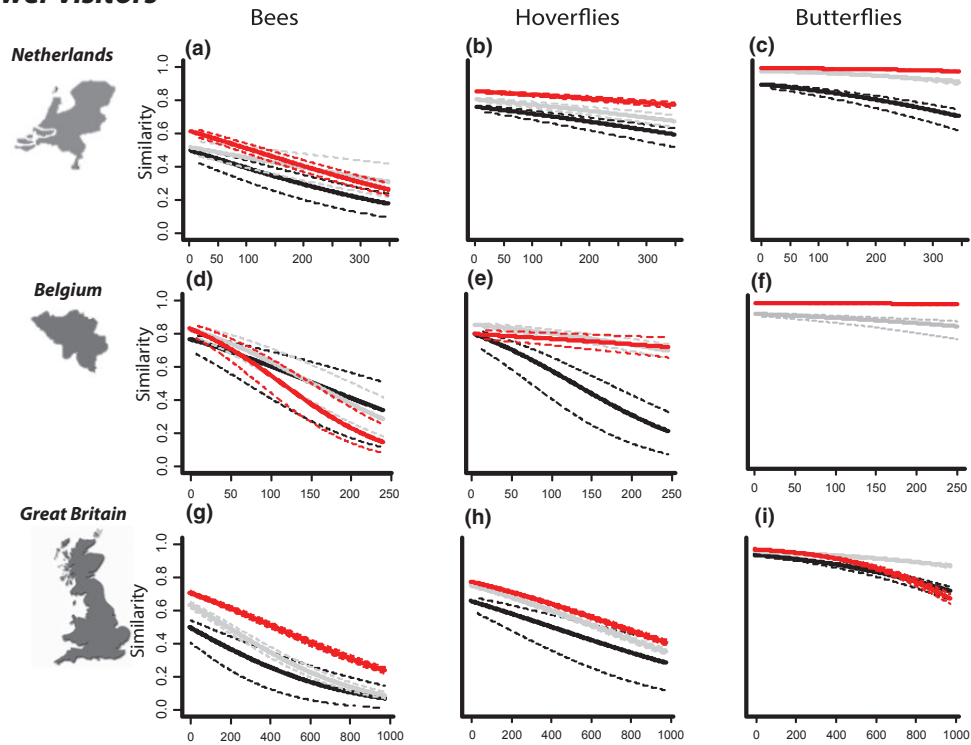 wer visitors
Bees Hoverflies Butterflies
Netherlands
(a) (b) (c)
Similarity
0.0 0.2 0.4 0.6 0.8 1.0
0 50 100 200 300
0 50 100 200 300
0 50 100 200 300
Belgium
(d) (e) (f)
Similarity
0.0 0.2 0.4 0.6 0.8 1.0
0 50 100 150 200 250
0 50 100 150 200 250
0 50 100 150 200 250
Great Britain
(g) (h) (i)
Similarity
0.0 0.2 0.4 0.6 0.8 1.0
0 200 400 600 800 1000
0 200 400 600 800 1000
0 200 400 600 800 1000